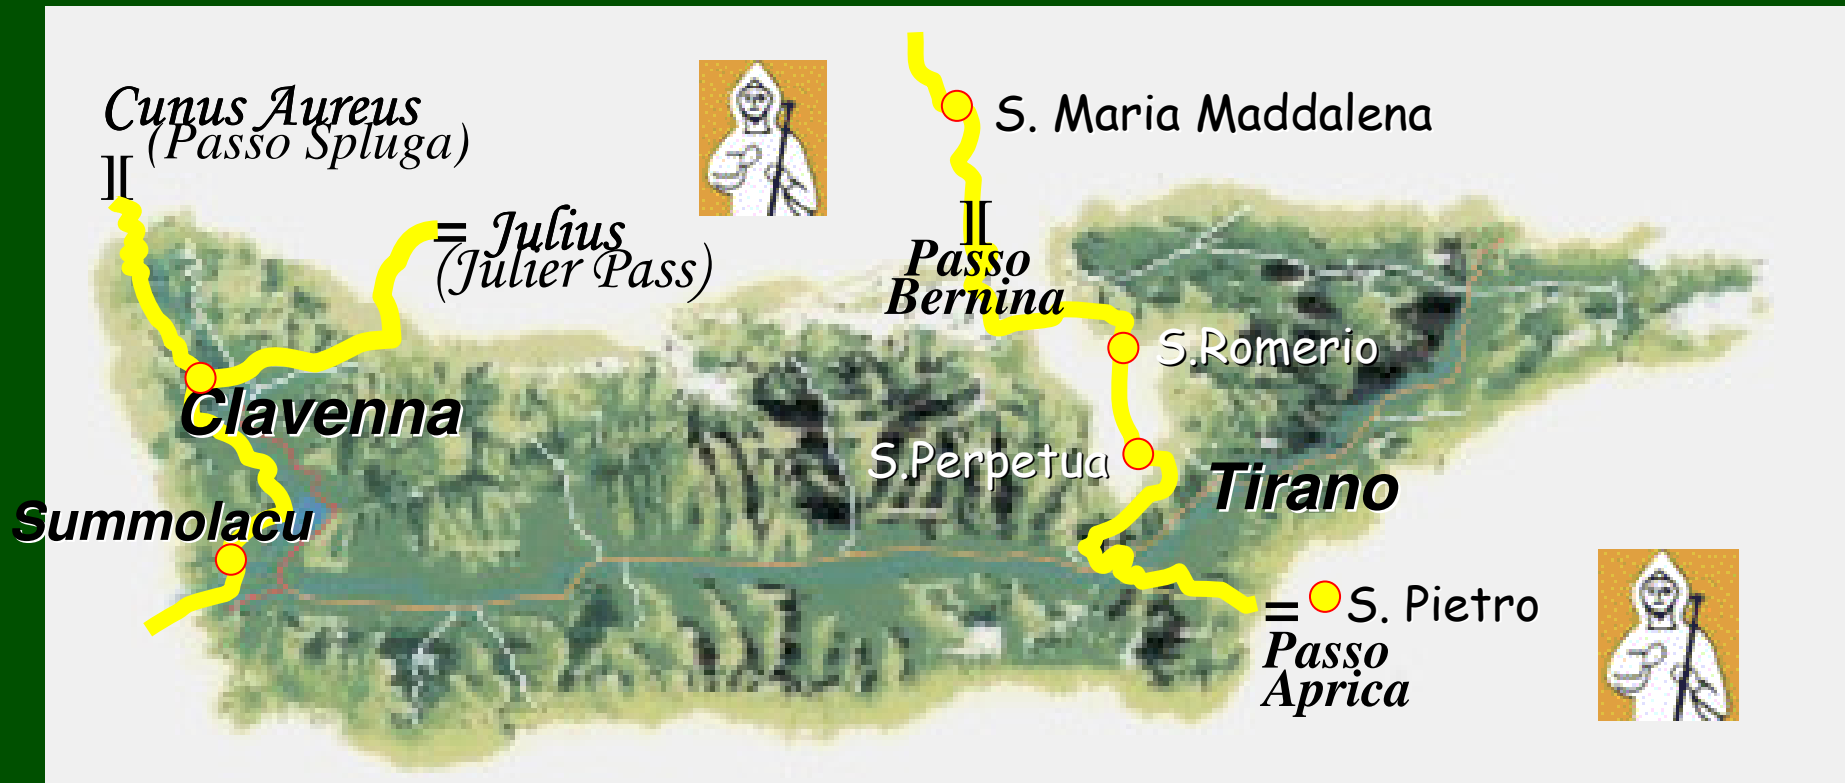 Cunus Aureus
(Passo Spluga)
][
= Julius
(Julier Pass)
S. Maria Maddalena
][
Passo
Bernina
S.Romerio
Clavenna
S.Perpetua
Tirano
Summolacu
= S. Pietro
Passo
Aprica